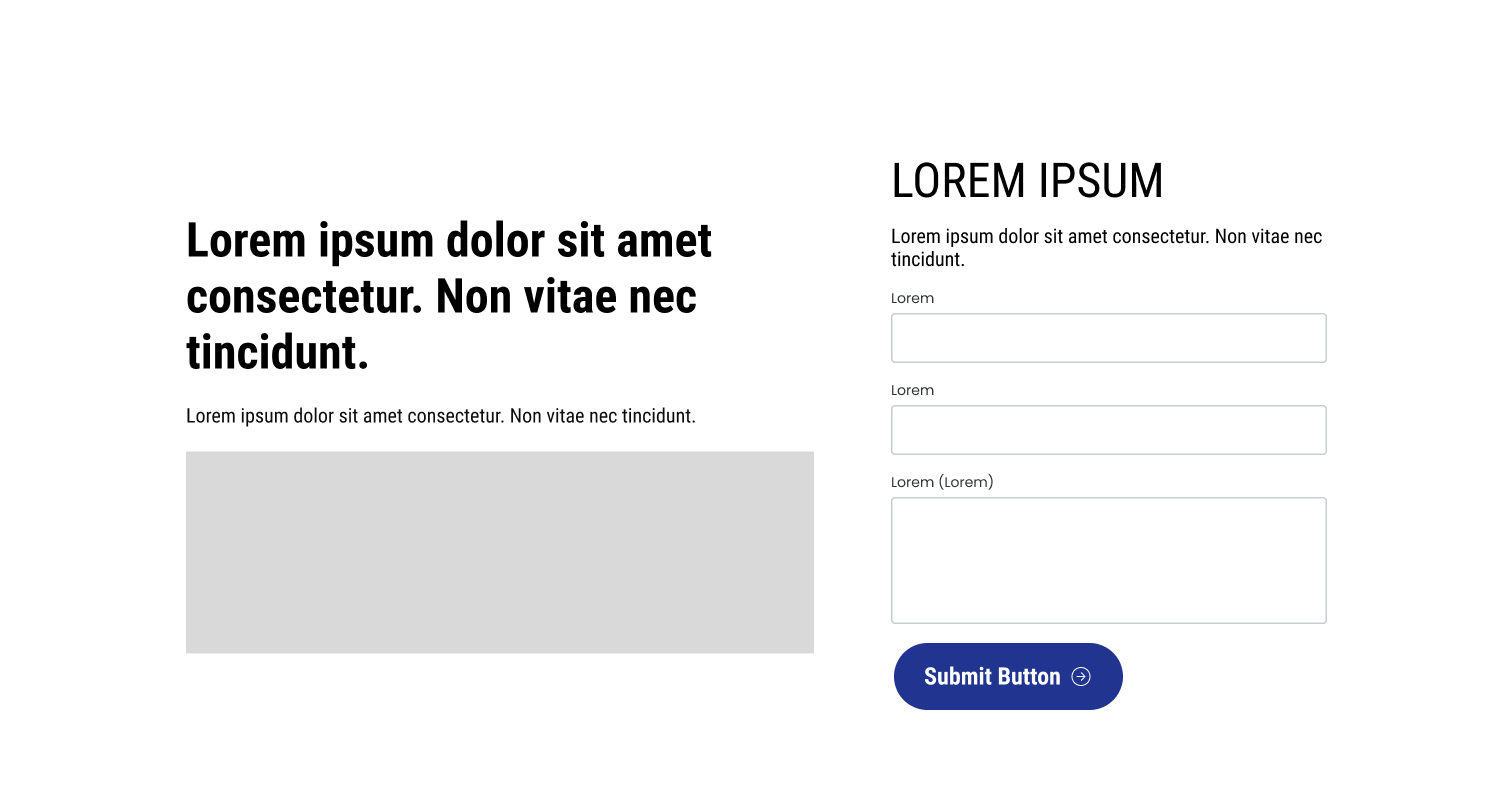 Lorem ipsum dolor sit amet
consectetur. Non vitae nec
tincidunt.
Lorem ipsum dolor sit amet consectetur. Non vitae nec tincidunt.
LOREM IPSUM
Lorem ipsum dolor sit amet consectetur. Non vitae nec
tincidunt.
Lorem
Lorem
Lorem (Lorem)
Submit Button